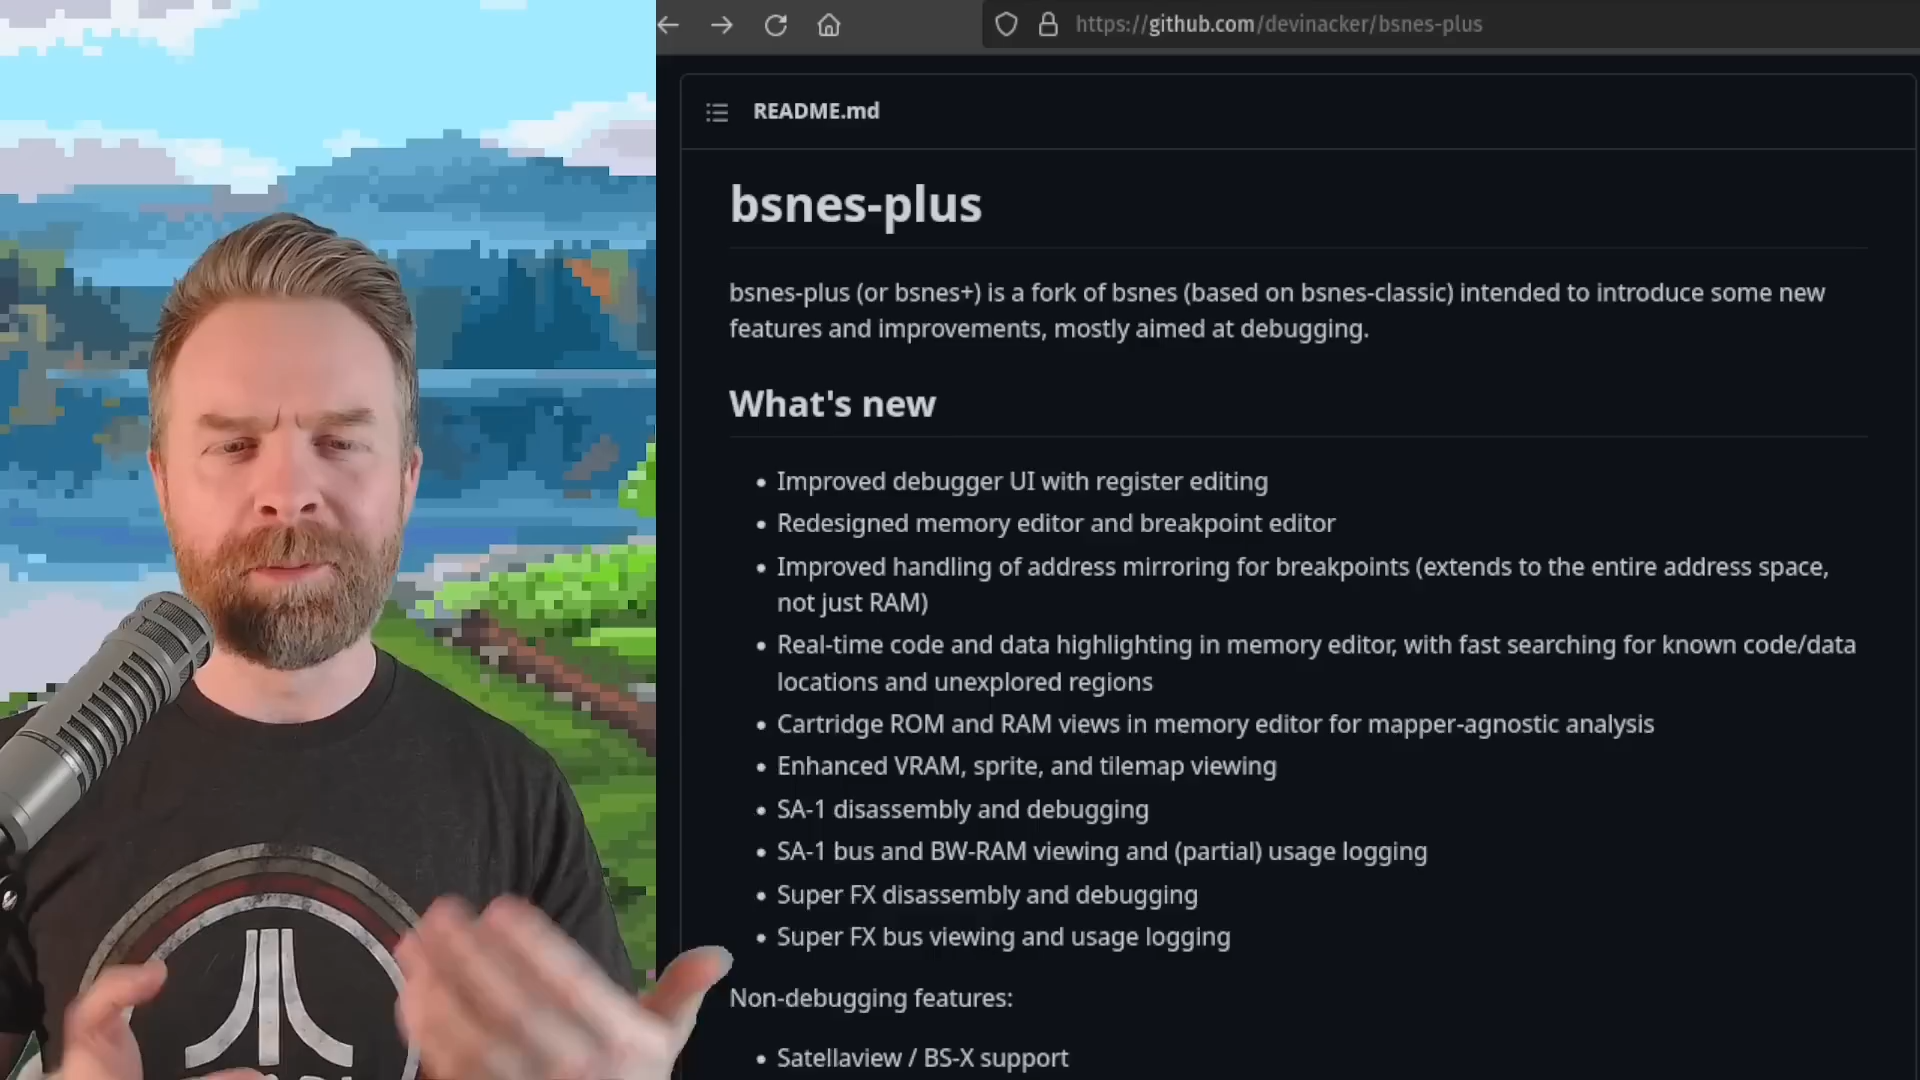 https://github.com/devinacker/bsnes-plus
README.md
bsnes-plus
bsnes-plus (or bsnes+) is a fork of bsnes (based on bsnes-classic) intended to introduce some new
features and improvements, mostly aimed at debugging.
What's new
• Improved debugger UI with register editing
• Redesigned memory editor and breakpoint editor
• Improved handling of address mirroring for breakpoints (extends to the entire address space,
not just RAM)
• Real-time code and data highlighting in memory editor, with fast searching for known code/data
locations and unexplored regions
• Cartridge ROM and RAM views in memory editor for mapper-agnostic analysis
• Enhanced VRAM, sprite, and tilemap viewing
• SA-1 disassembly and debugging
• SA-1 bus and BW-RAM viewing and (partial) usage logging
• Super FX disassembly and debugging
• Super FX bus viewing and usage logging
Non-debugging features:
• Satellaview / BS-X support